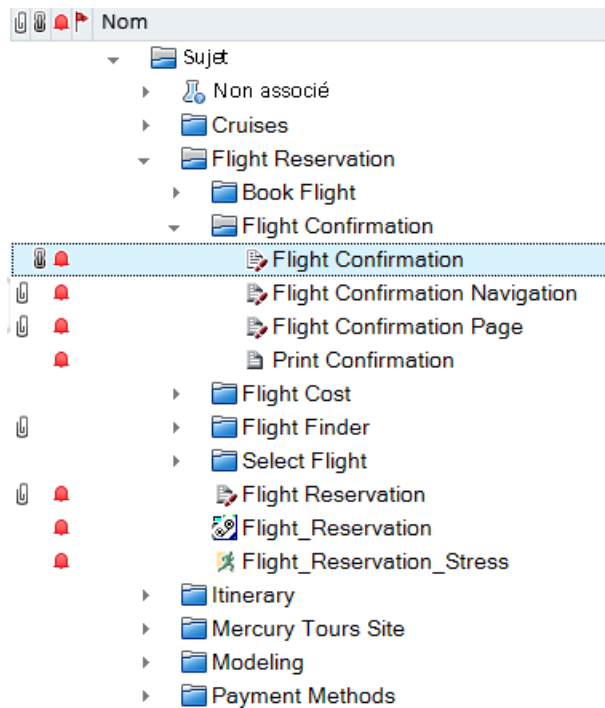 Nom
Sujet
Non associé
Cruises
Flight Reservation
Book Flight
Flight Confirmation
Flight Confirmation
Flight Confirmation Navigation
Flight Confirmation Page
Print Confirmation
Flight Cost
Flight Finder
Select Flight
Flight Reservation
Flight_Reservation
Flight_Reservation_Stress
Itinerary
Mercury Tours Site
Modeling
Payment Methods